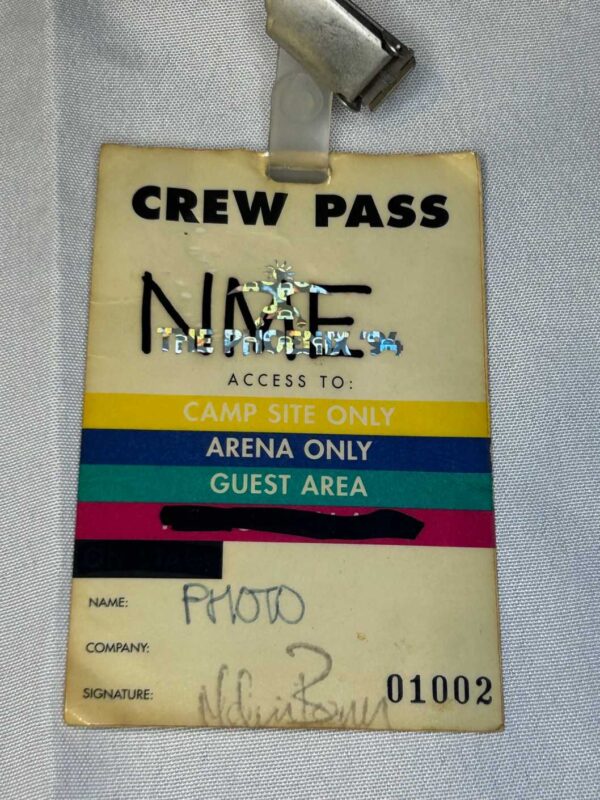 CREW PASS
NME
THE PHOENIX '94
ACCESS TO:
CAMP SITE ONLY
ARENA ONLY
GUEST AREA
NAME: PHOTO
COMPANY:
SIGNATURE:
01002